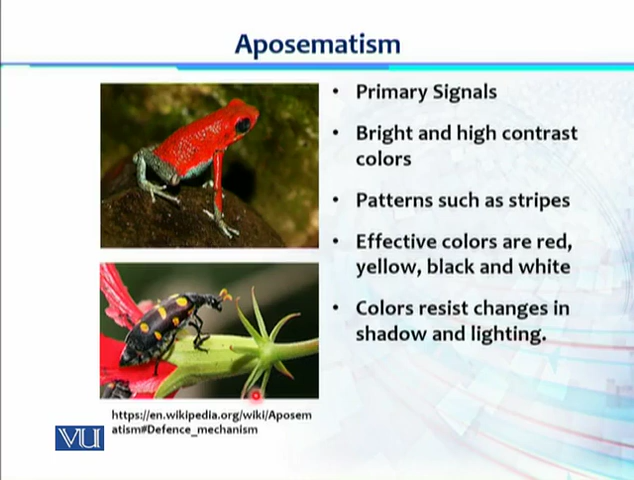 Aposematism
• Primary Signals
• Bright and high contrast
colors
• Patterns such as stripes
• Effective colors are red,
yellow, black and white
• Colors resist changes in
shadow and lighting.
https://en.wikipedia.org/wiki/Aposem
atism#Defence_mechanism
VU